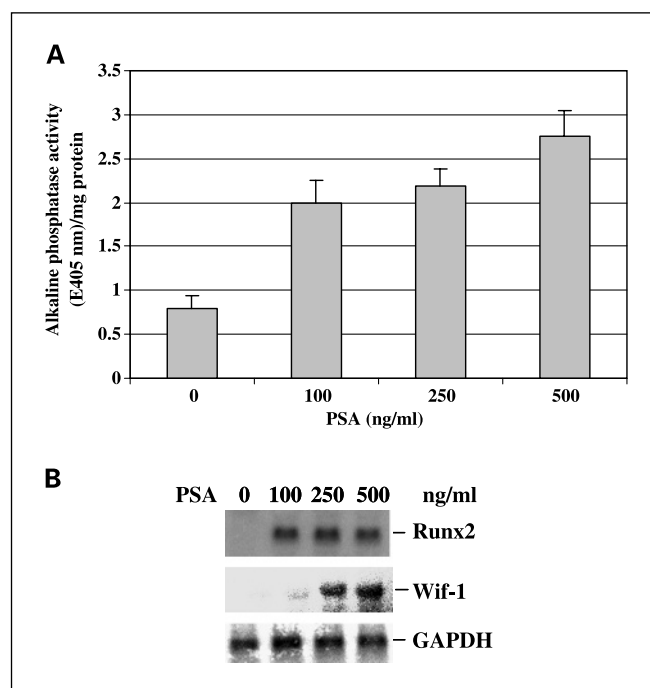 A
Alkaline phosphatase activity
(E405 nm)/mg protein
3.5
3
2.5
2
1.5
1
0.5
0
0 100 250 500
PSA (ng/ml)
B
PSA 0 100 250 500 ng/ml
Runx2
Wif-1
GAPDH